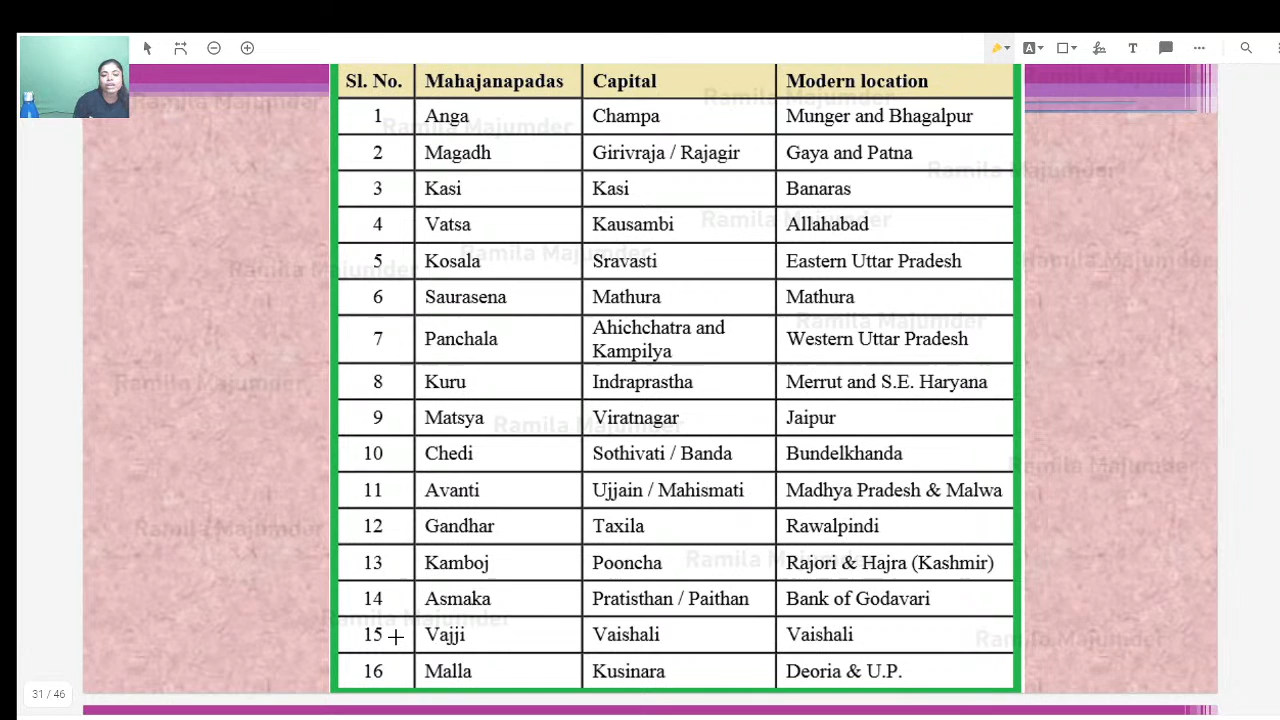 Sl. No. Mahajanapadas Capital Modern location
1 Anga Champa Munger and Bhagalpur
2 Magadh Girivraja / Rajagir Gaya and Patna
3 Kasi Kasi Banaras
4 Vatsa Kausambi Allahabad
5 Kosala Sravasti Eastern Uttar Pradesh
6 Saurasena Mathura Mathura
7 Panchala Ahichchatra and Kampilya Western Uttar Pradesh
8 Kuru Indraprastha Merrut and S.E. Haryana
9 Matsya Viratnagar Jaipur
10 Chedi Sothivati / Banda Bundelkhanda
11 Avanti Ujjain / Mahismati Madhya Pradesh & Malwa
12 Gandhar Taxila Rawalpindi
13 Kamboj Pooncha Rajori & Hajra (Kashmir)
14 Asmaka Pratisthan / Paithan Bank of Godavari
15 Vajji Vaishali Vaishali
16 Malla Kusinara Deoria & U.P.
31 / 46
Ramila Majumder